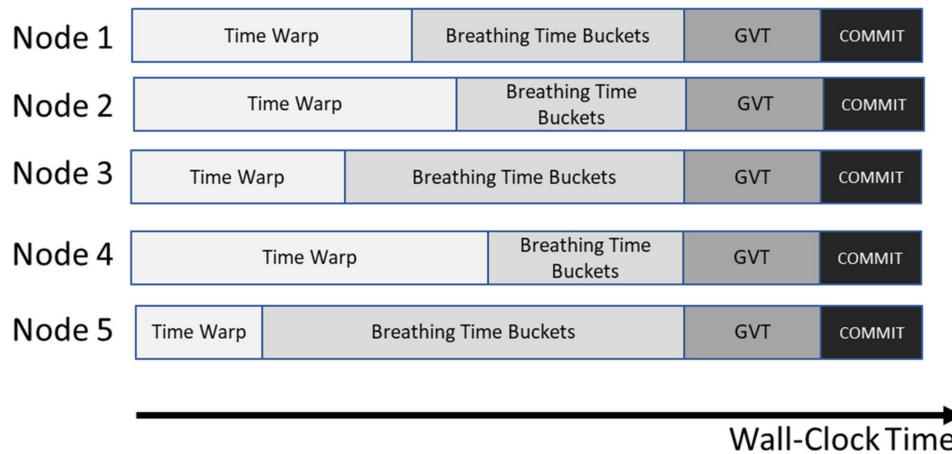 Node 1
Time Warp
Breathing Time Buckets
GVT
COMMIT
Node 2
Time Warp
Breathing Time
Buckets
GVT
COMMIT
Node 3
Time Warp
Breathing Time Buckets
GVT
COMMIT
Node 4
Time Warp
Breathing Time
Buckets
GVT
COMMIT
Node 5
Time Warp
Breathing Time Buckets
GVT
COMMIT
Wall-Clock Time